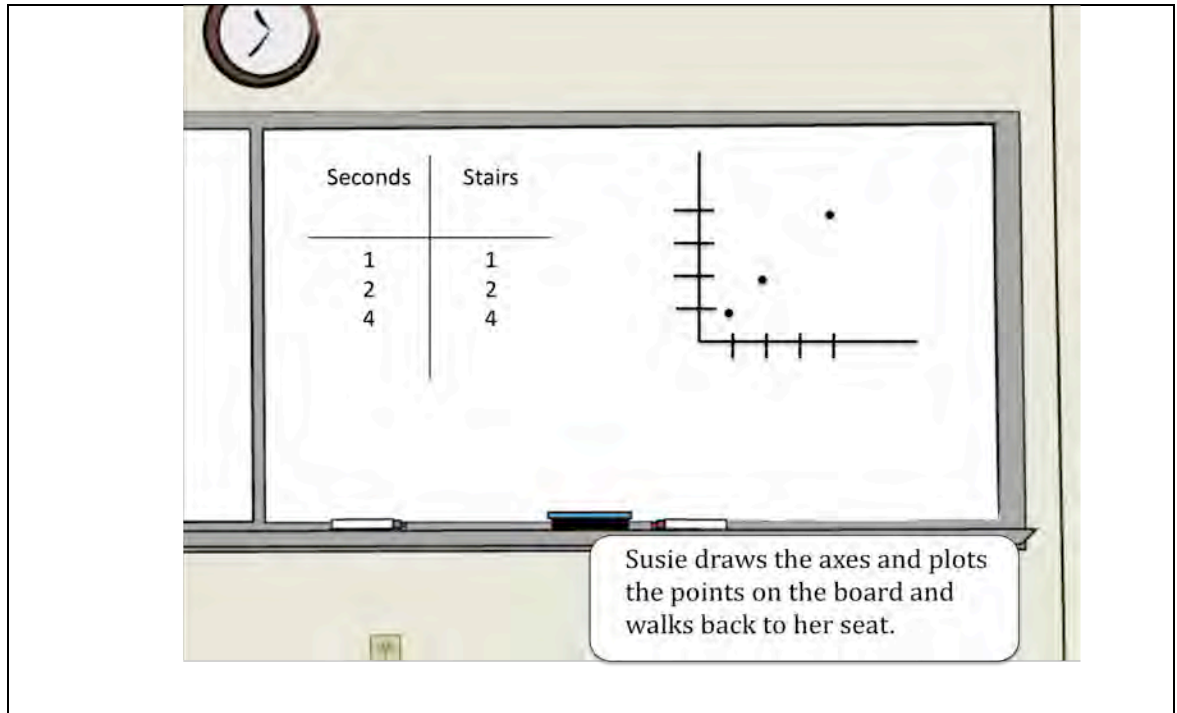 Seconds Stairs
1 1
2 2
4 4
Susie draws the axes and plots
the points on the board and
walks back to her seat.